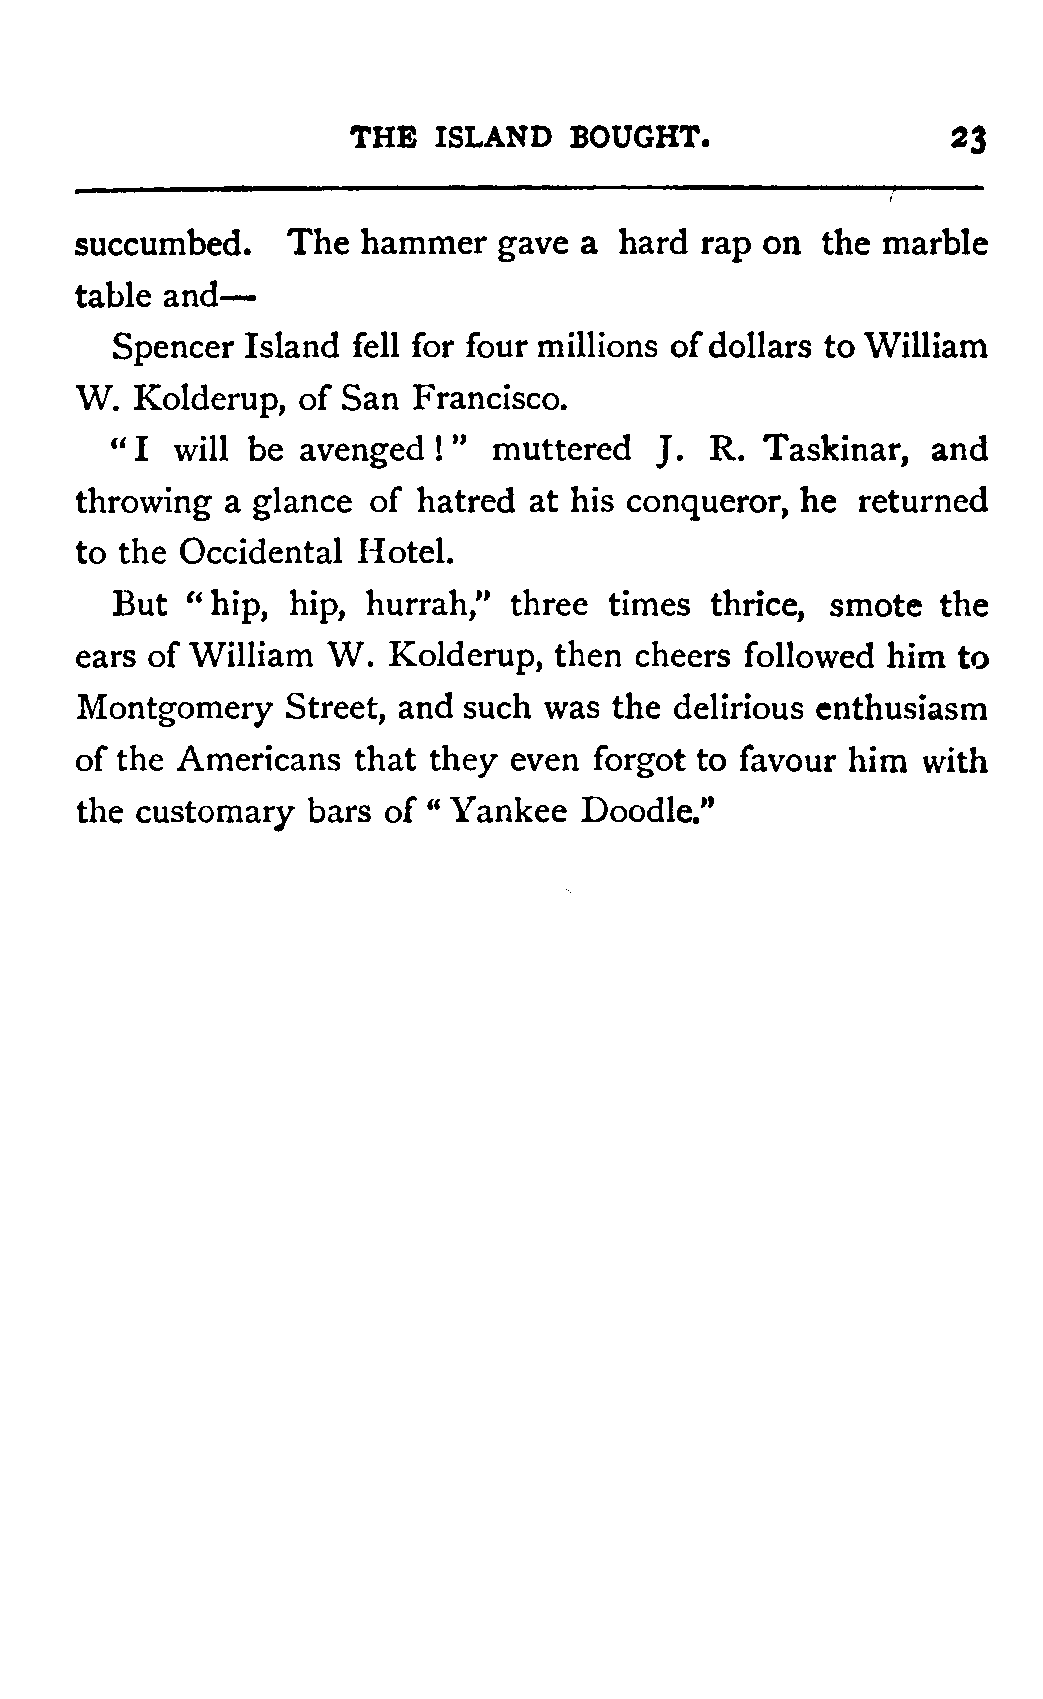 THE ISLAND BOUGHT. 23
succumbed. The hammer gave a hard rap on the marble
table and—
Spencer Island fell for four millions of dollars to William
W. Kolderup, of San Francisco.
"I will be avenged!" muttered J. R. Taskinar, and
throwing a glance of hatred at his conqueror, he returned
to the Occidental Hotel.
But "hip, hip, hurrah," three times thrice, smote the
ears of William W. Kolderup, then cheers followed him to
Montgomery Street, and such was the delirious enthusiasm
of the Americans that they even forgot to favour him with
the customary bars of "Yankee Doodle."